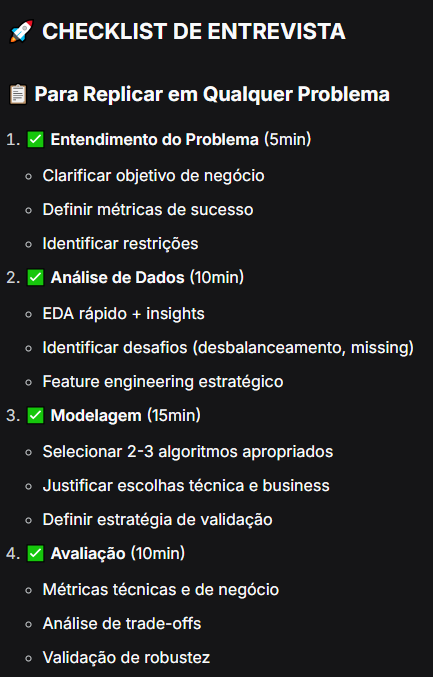 🚀 CHECKLIST DE ENTREVISTA
📋 Para Replicar em Qualquer Problema
1. ✅ Entendimento do Problema (5min)
◦ Clarificar objetivo de negócio
◦ Definir métricas de sucesso
◦ Identificar restrições
2. ✅ Análise de Dados (10min)
◦ EDA rápido + insights
◦ Identificar desafios (desbalanceamento, missing)
◦ Feature engineering estratégico
3. ✅ Modelagem (15min)
◦ Selecionar 2-3 algoritmos apropriados
◦ Justificar escolhas técnica e business
◦ Definir estratégia de validação
4. ✅ Avaliação (10min)
◦ Métricas técnicas e de negócio
◦ Análise de trade-offs
◦ Validação de robustez